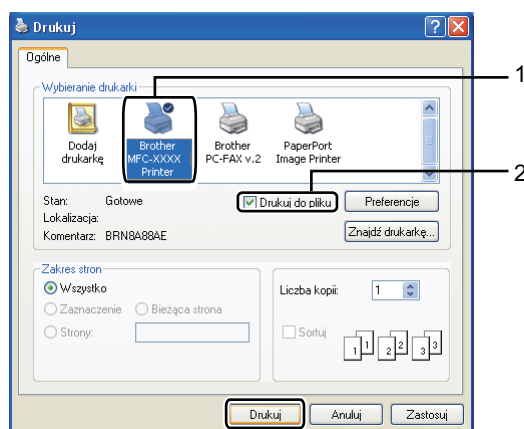 Drukuj
Ogólne
Wybieranie drukarki
1
Dodaj drukarkę
Brother MFC-XXXX Printer
Brother PC-FAX v.2
PaperPort Image Printer
2
Stan: Gotowe
Drukuj do pliku
Preferencje
Lokalizacja:
Komentarz: BRN8A88AE
Znajdź drukarkę...
Zakres stron
Wszystko
Liczba kopii: 1
Zaznaczenie Bieżąca strona
Strony:
Sortuj
1 1 2 2 3 3
Drukuj Anuluj Zastosuj